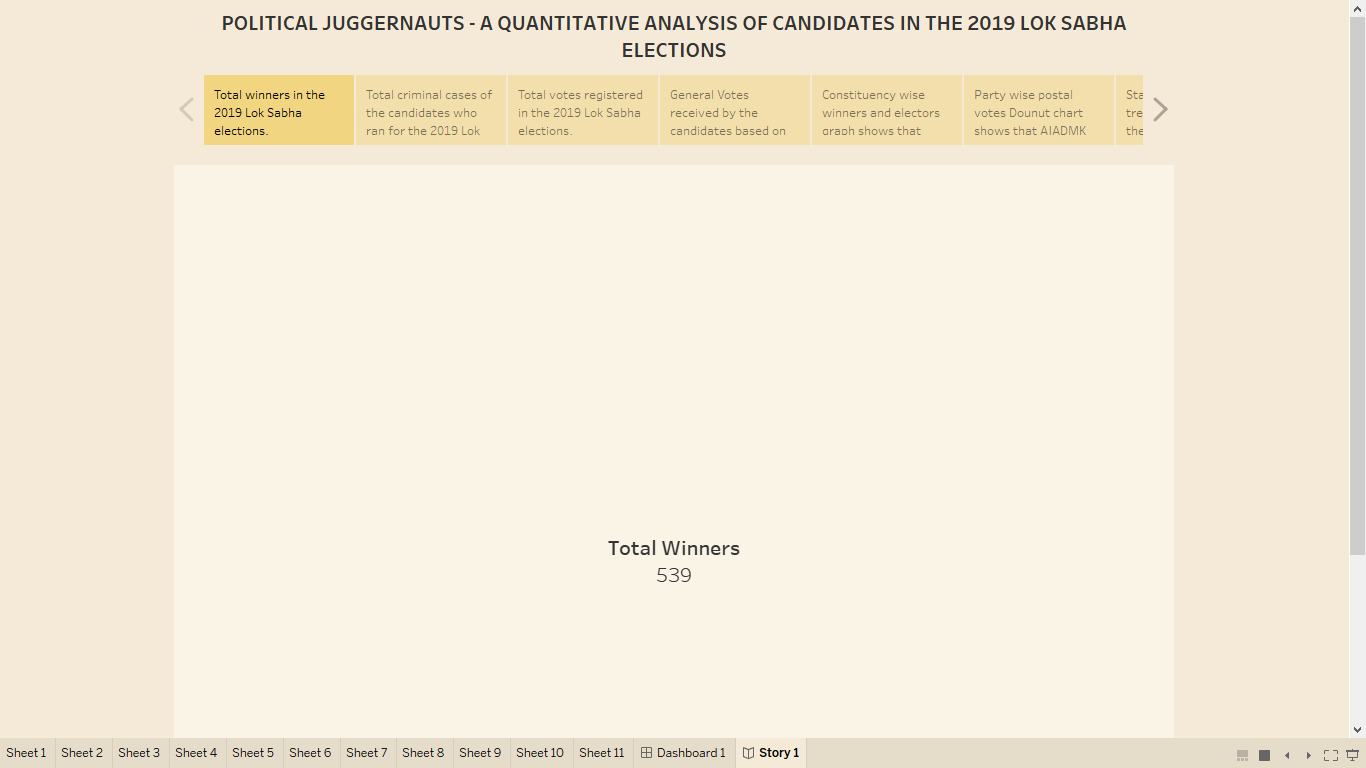 POLITICAL JUGGERNAUTS - A QUANTITATIVE ANALYSIS OF CANDIDATES IN THE 2019 LOK SABHA
ELECTIONS
Total winners in the
2019 Lok Sabha
elections.
Total criminal cases of
the candidates who
ran for the 2019 Lok
Total votes registered
in the 2019 Lok Sabha
elections.
General Votes
received by the
candidates based on
Constituency wise
winners and electors
graph shows that
Party wise postal
votes Dounut chart
shows that AIADMK
Sta
tre
the
Total Winners
539
Sheet 1 Sheet 2 Sheet 3 Sheet 4 Sheet 5 Sheet 6 Sheet 7 Sheet 8 Sheet 9 Sheet 10 Sheet 11 Dashboard 1 Story 1